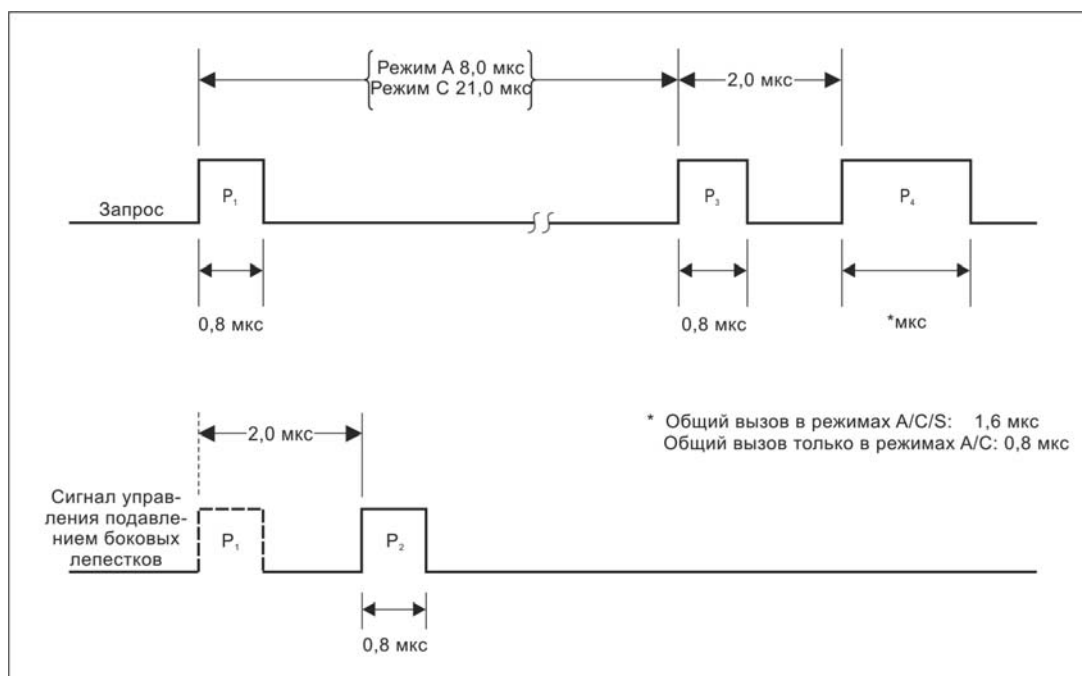 Режим А 8,0 мкс
Режим С 21,0 мкс
2,0 мкс
Запрос
P₁
P₃
P₄
0,8 мкс
0,8 мкс
*мкс
2,0 мкс
* Общий вызов в режимах A/C/S: 1,6 мкс
Общий вызов только в режимах A/C: 0,8 мкс
Сигнал управ-
ления подавле-
нием боковых
лепестков
P₁
P₂
0,8 мкс